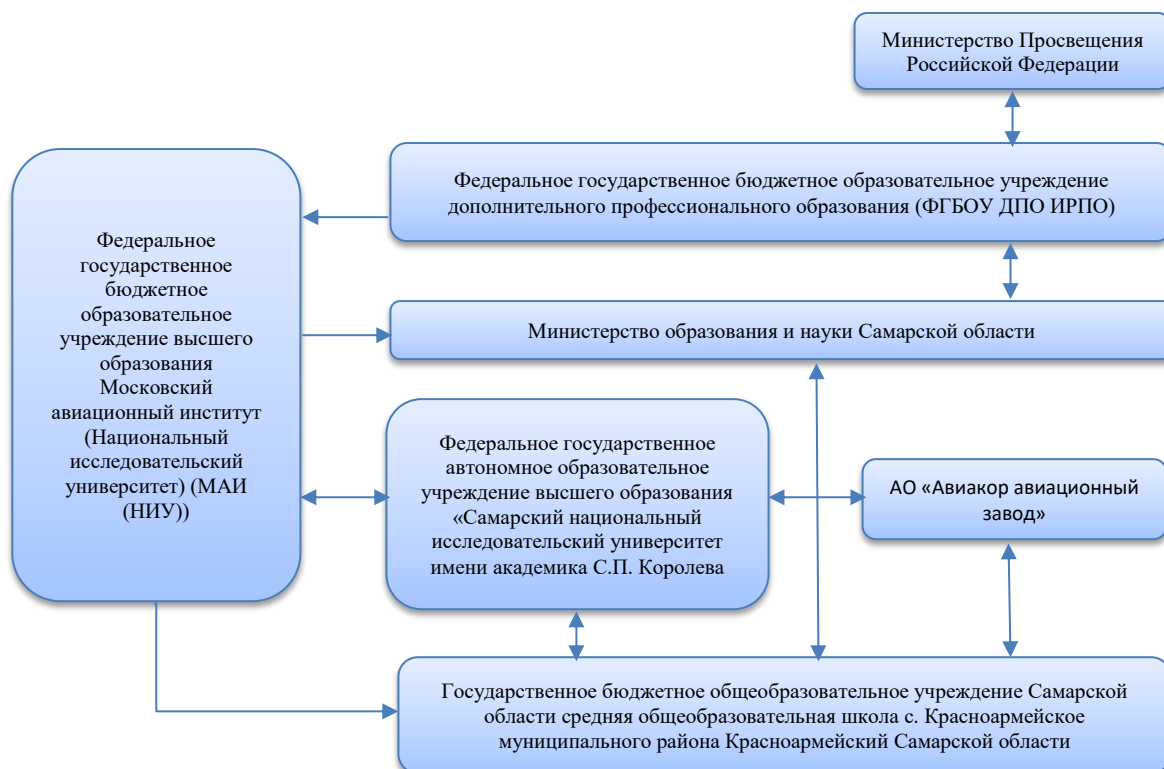 Министерство Просвещения
Российской Федерации
Федеральное государственное бюджетное образовательное учреждение
дополнительного профессионального образования (ФГБОУ ДПО ИРПО)
Федеральное
государственное
бюджетное
образовательное
учреждение высшего
образования
Московский
авиационный институт
(Национальный
исследовательский
университет) (МАИ
(НИУ))
Министерство образования и науки Самарской области
Федеральное государственное
автономное образовательное
учреждение высшего образования
«Самарский национальный
исследовательский университет
имени академика С.П. Королева
АО «Авиакор авиационный
завод»
Государственное бюджетное общеобразовательное учреждение Самарской
области средняя общеобразовательная школа с. Красноармейское
муниципального района Красноармейский Самарской области